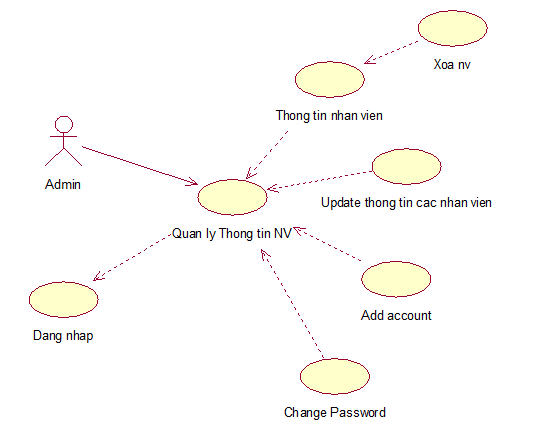 Xoa nv
Thong tin nhan vien
Admin
Update thong tin cac nhan vien
Quan ly Thong tin NV
Add account
Dang nhap
Change Password